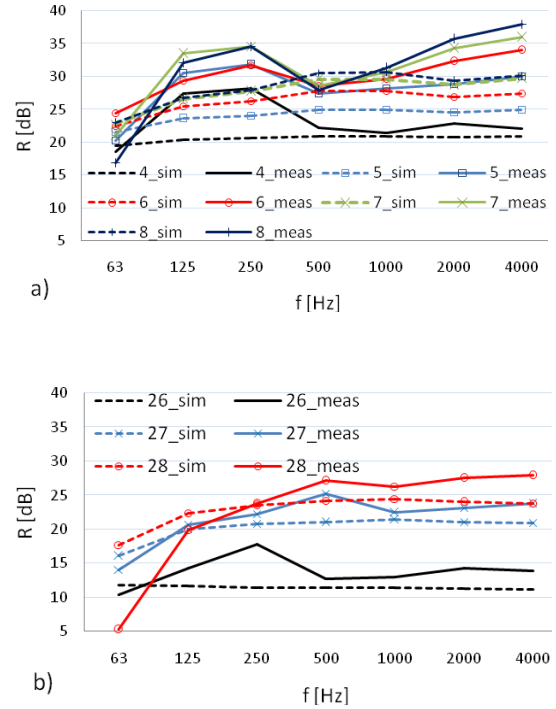 40
35
30
25
20
15
10
5
R [dB]
4_sim 4_meas 5_sim 5_meas
6_sim 6_meas 7_sim 7_meas
8_sim 8_meas
63 125 250 500 1000 2000 4000
a)
f [Hz]
40
35
30
25
20
15
10
5
R [dB]
26_sim 26_meas
27_sim 27_meas
28_sim 28_meas
63 125 250 500 1000 2000 4000
b)
f [Hz]